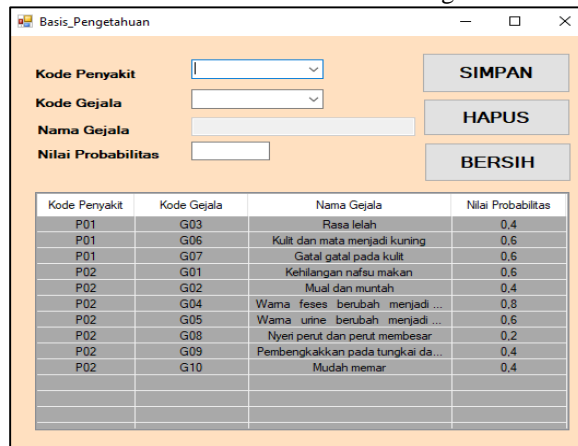 Basis_Pengetahuan
Kode Penyakit
SIMPAN
Kode Gejala
HAPUS
Nama Gejala
Nilai Probabilitas
BERSIH
Kode Penyakit Kode Gejala Nama Gejala Nilai Probabilitas
P01 G03 Rasa lelah 0,4
P01 G06 Kulit dan mata menjadi kuning 0,6
P01 G07 Gatal gatal pada kulit 0,6
P02 G01 Kehilangan nafsu makan 0,6
P02 G02 Mual dan muntah 0,4
P02 G04 Warna feses berubah menjadi ... 0,8
P02 G05 Warna urine berubah menjadi ... 0,6
P02 G08 Nyeri perut dan perut membesar 0,2
P02 G09 Pembengkakkan pada tungkai da... 0,4
P02 G10 Mudah memar 0,4